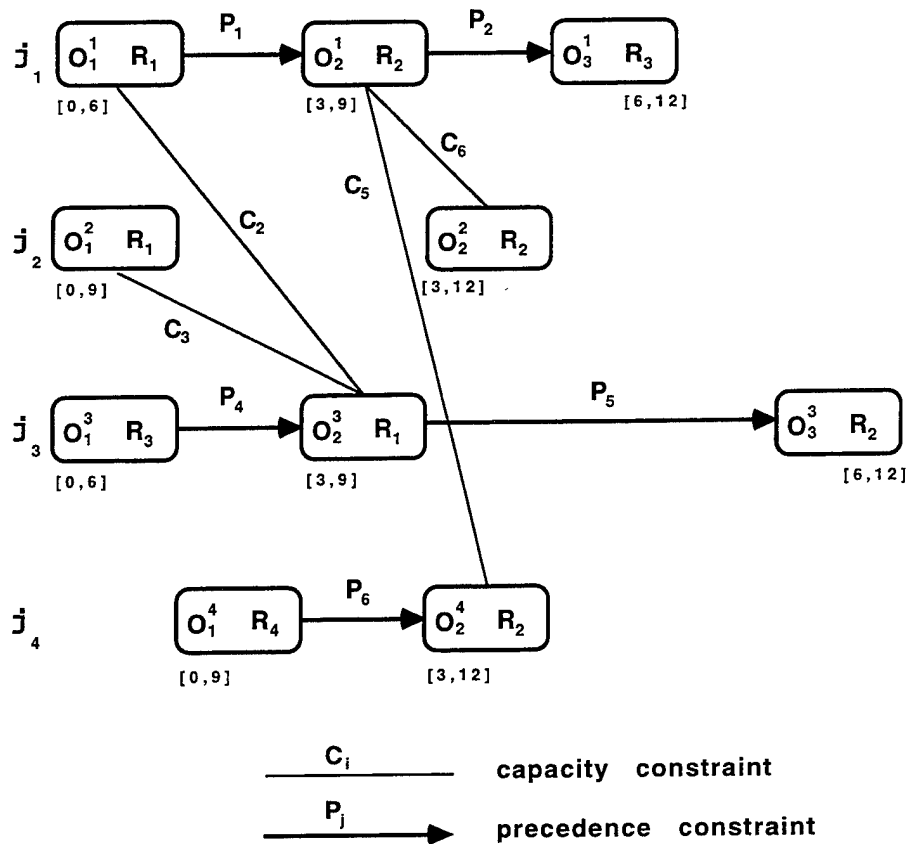 P₁ P₂
j₁ O₁¹ R₁ O₂¹ R₂ O₃¹ R₃
[0,6] [3,9] [6,12]
C₆
C₅
C₂
j₂ O₁² R₁ O₂² R₂
[0,9] [3,12]
C₃
P₄ P₅
j₃ O₁³ R₃ O₂³ R₁ O₃³ R₂
[0,6] [3,9] [6,12]
P₆
j₄ O₁⁴ R₄ O₂⁴ R₂
[0,9] [3,12]
Cᵢ capacity constraint
Pⱼ precedence constraint